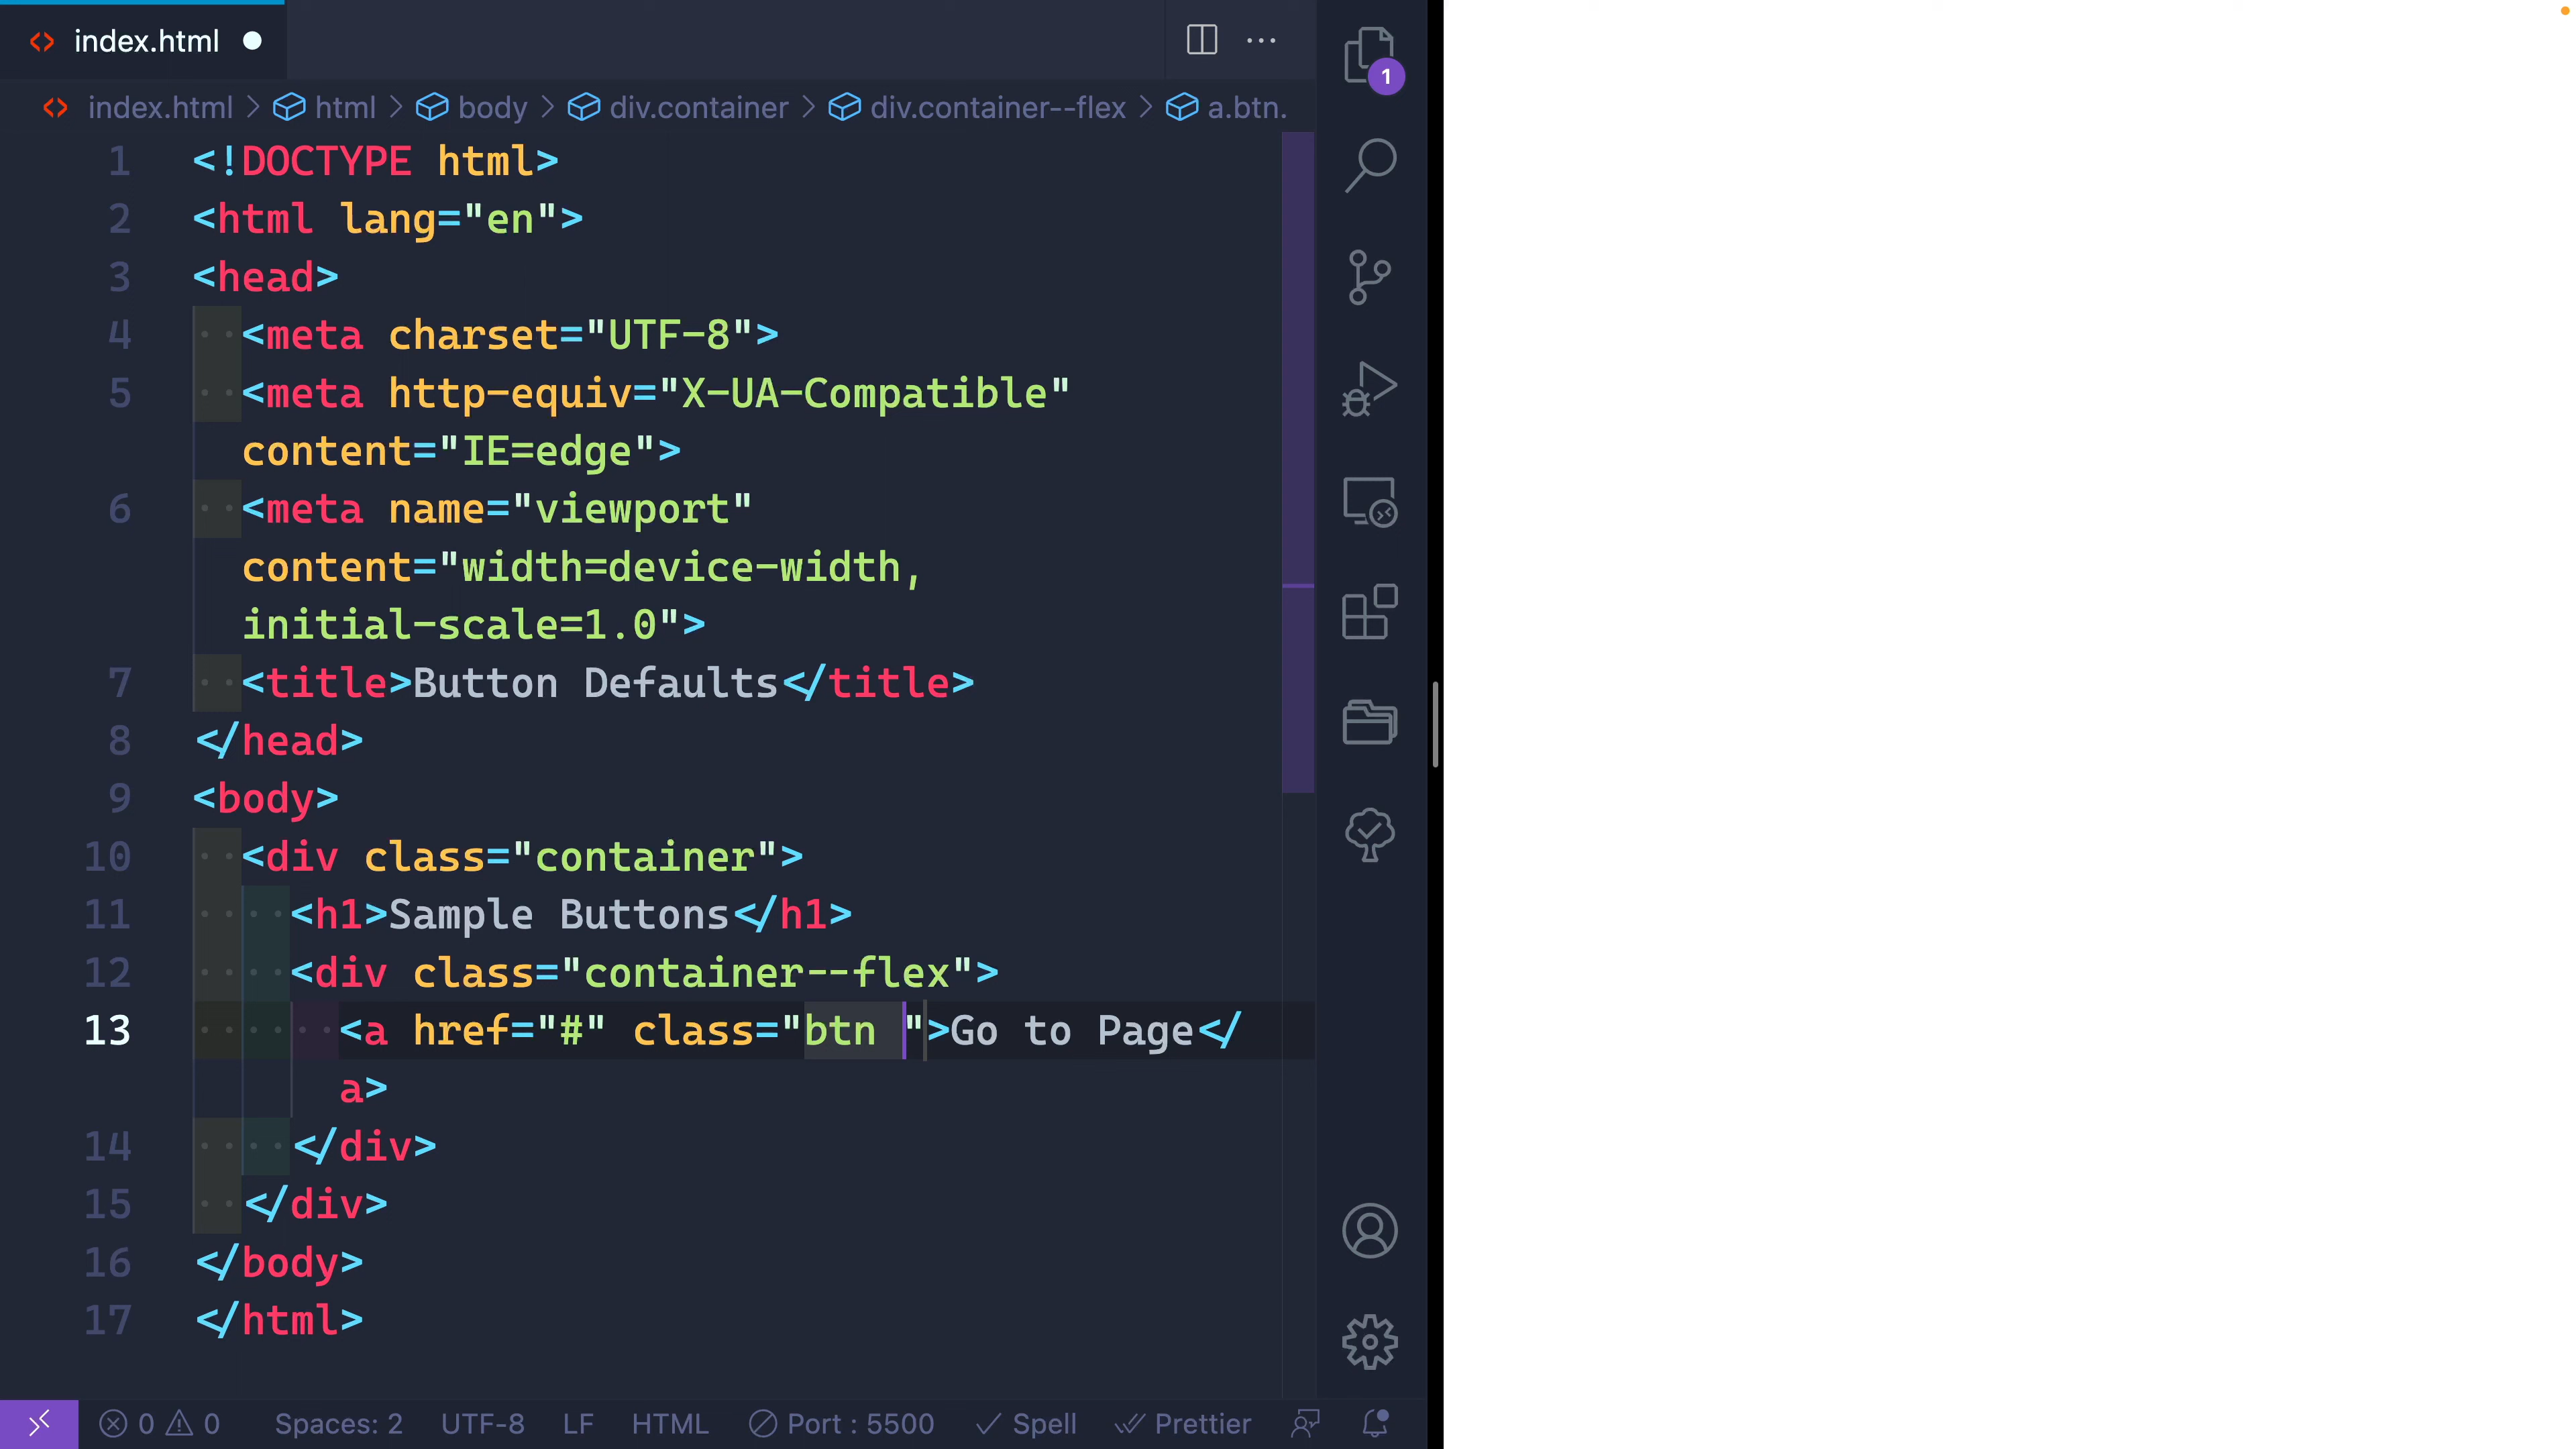 index.html
1
index.html > html > body > div.container > div.container--flex > a.btn.
1 <!DOCTYPE html>
2 <html lang="en">
3 <head>
4 <meta charset="UTF-8">
5 <meta http-equiv="X-UA-Compatible"
content="IE=edge">
6 <meta name="viewport"
content="width=device-width,
initial-scale=1.0">
7 <title>Button Defaults</title>
8 </head>
9 <body>
10 <div class="container">
11 <h1>Sample Buttons</h1>
12 <div class="container--flex">
13 <a href="#" class="btn ">Go to Page</
a>
14 </div>
15 </div>
16 </body>
17 </html>
0 0 Spaces: 2 UTF-8 LF HTML Port : 5500 Spell Prettier